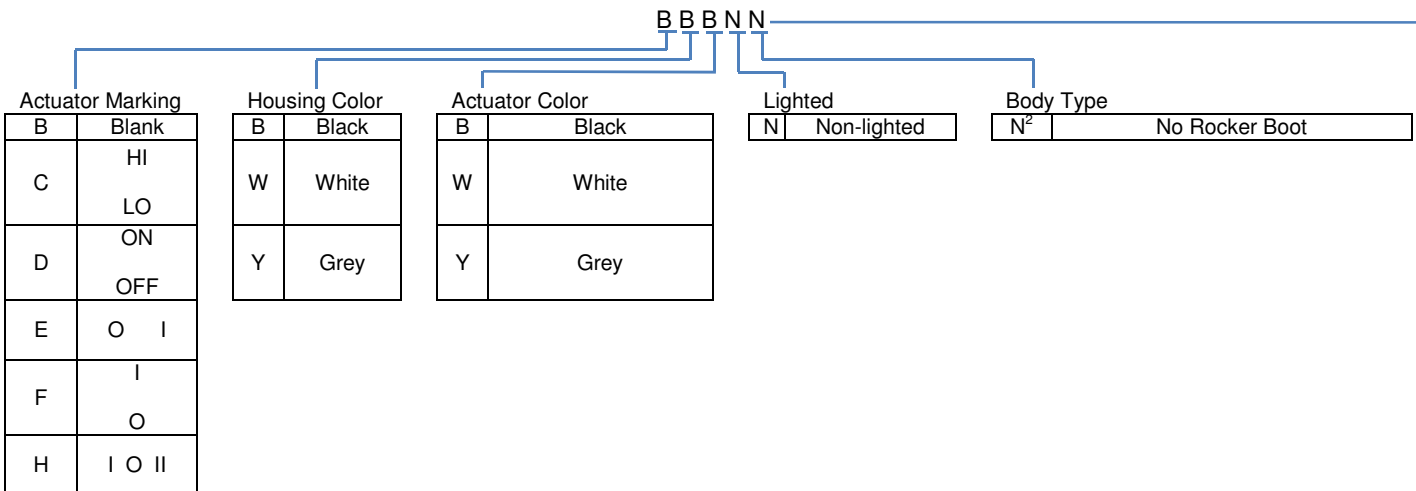 B B B N N
Actuator Marking
B Blank
C HI
LO
D ON
OFF
E O I
F I
O
H I O II
Housing Color
B Black
W White
Y Grey
Actuator Color
B Black
W White
Y Grey
Lighted
N Non-lighted
Body Type
N² No Rocker Boot